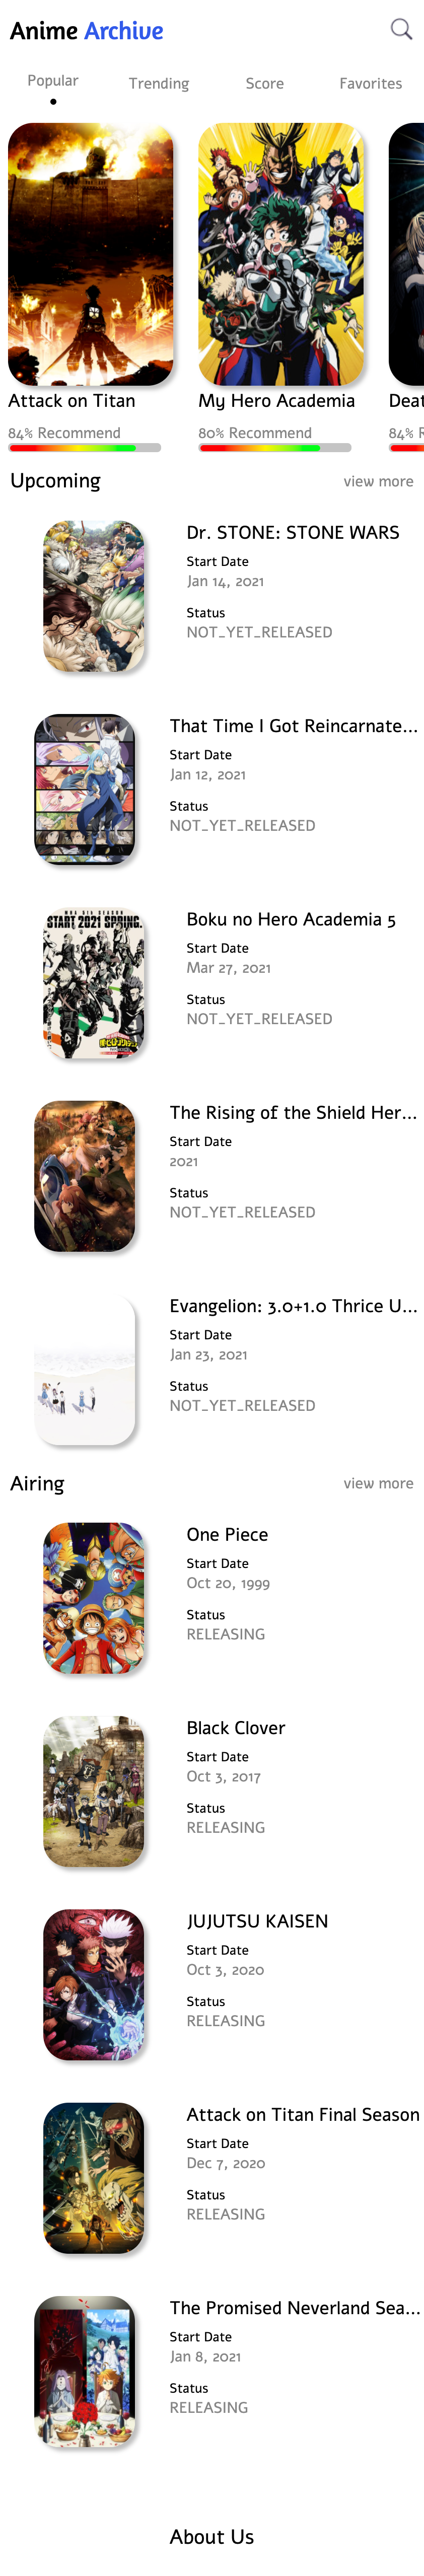 Anime Archive
Popular
Trending
Score
Favorites
Attack on Titan
My Hero Academia
Deat
84% Recommend
80% Recommend
84% R
Upcoming
view more
Dr. STONE: STONE WARS
Start Date
Jan 14, 2021
Status
NOT_YET_RELEASED
That Time I Got Reincarnate...
Start Date
Jan 12, 2021
Status
NOT_YET_RELEASED
START 2021 SPRING.
Boku no Hero Academia 5
Start Date
Mar 27, 2021
Status
NOT_YET_RELEASED
The Rising of the Shield Her...
Start Date
2021
Status
NOT_YET_RELEASED
Evangelion: 3.0+1.0 Thrice U...
Start Date
Jan 23, 2021
Status
NOT_YET_RELEASED
Airing
view more
One Piece
Start Date
Oct 20, 1999
Status
RELEASING
Black Clover
Start Date
Oct 3, 2017
Status
RELEASING
JUJUTSU KAISEN
Start Date
Oct 3, 2020
Status
RELEASING
Attack on Titan Final Season
Start Date
Dec 7, 2020
Status
RELEASING
The Promised Neverland Sea...
Start Date
Jan 8, 2021
Status
RELEASING
About Us